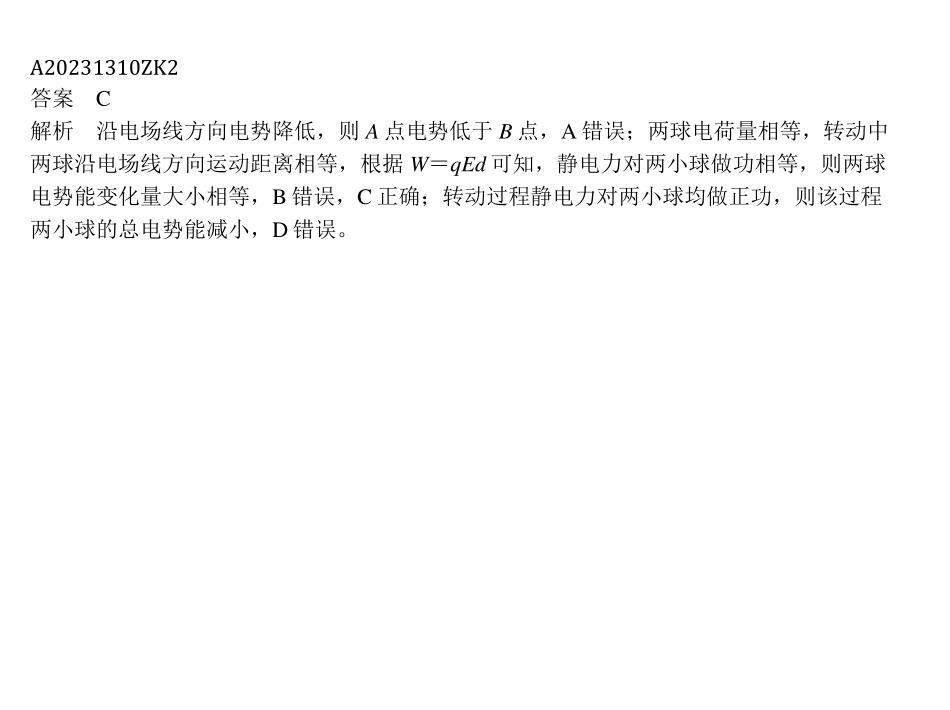 A20231310ZK2
答案　C
解析　沿电场线方向电势降低，则 A 点电势低于 B 点，A 错误；两球电荷量相等，转动中
两球沿电场线方向运动距离相等，根据 W＝qEd 可知，静电力对两小球做功相等，则两球
电势能变化量大小相等，B 错误，C 正确；转动过程静电力对两小球均做正功，则该过程
两小球的总电势能减小，D 错误。